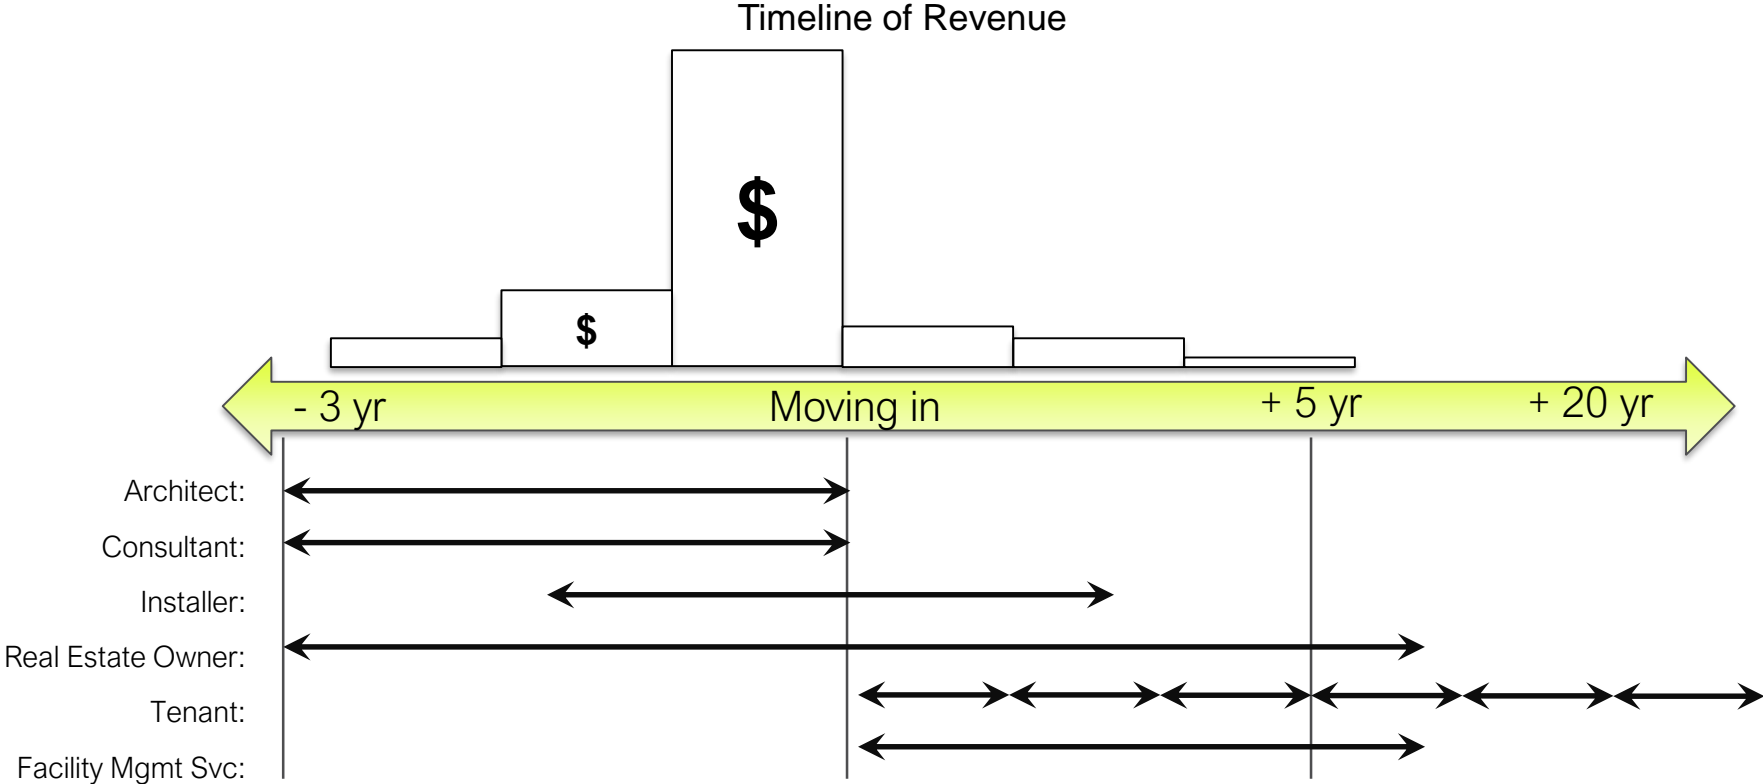 Timeline of Revenue
$
$
- 3 yr Moving in + 5 yr + 20 yr
Architect:
Consultant:
Installer:
Real Estate Owner:
Tenant:
Facility Mgmt Svc: